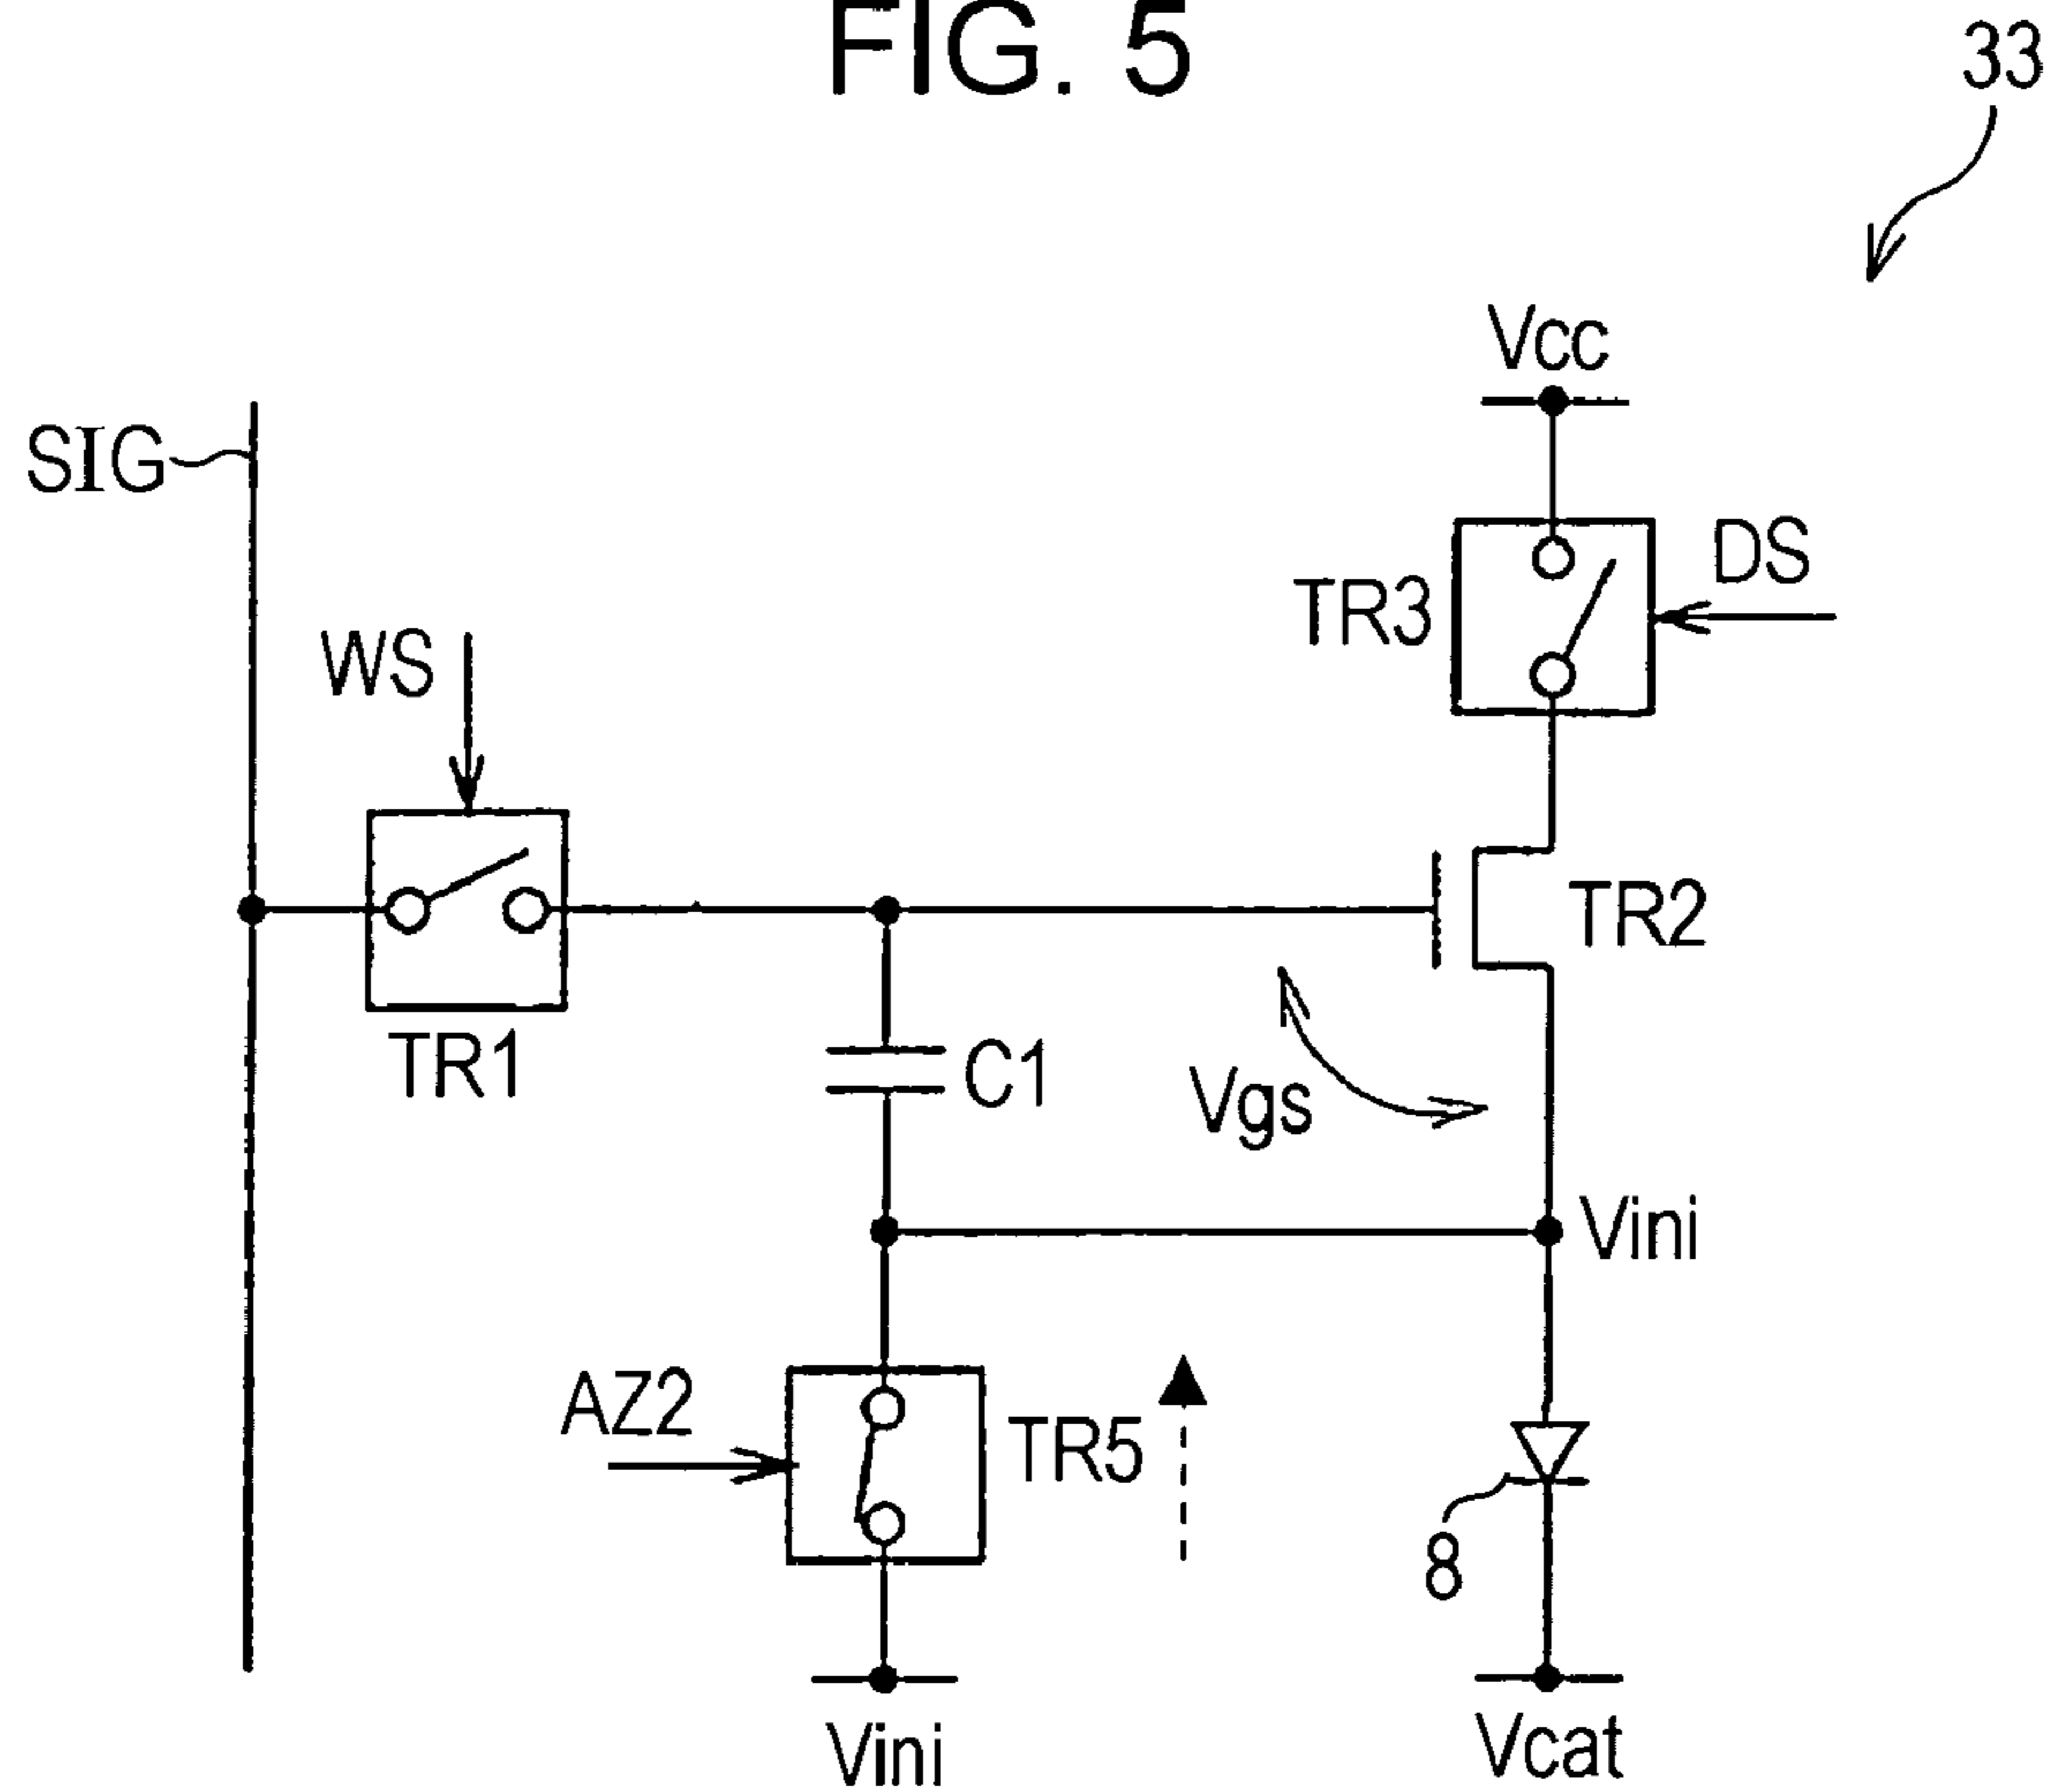 FIG. 5
33
Vcc
SIG
DS
TR3
WS
TR2
TR1
C1
Vgs
Vini
AZ2
TR5
8
Vini
Vcat